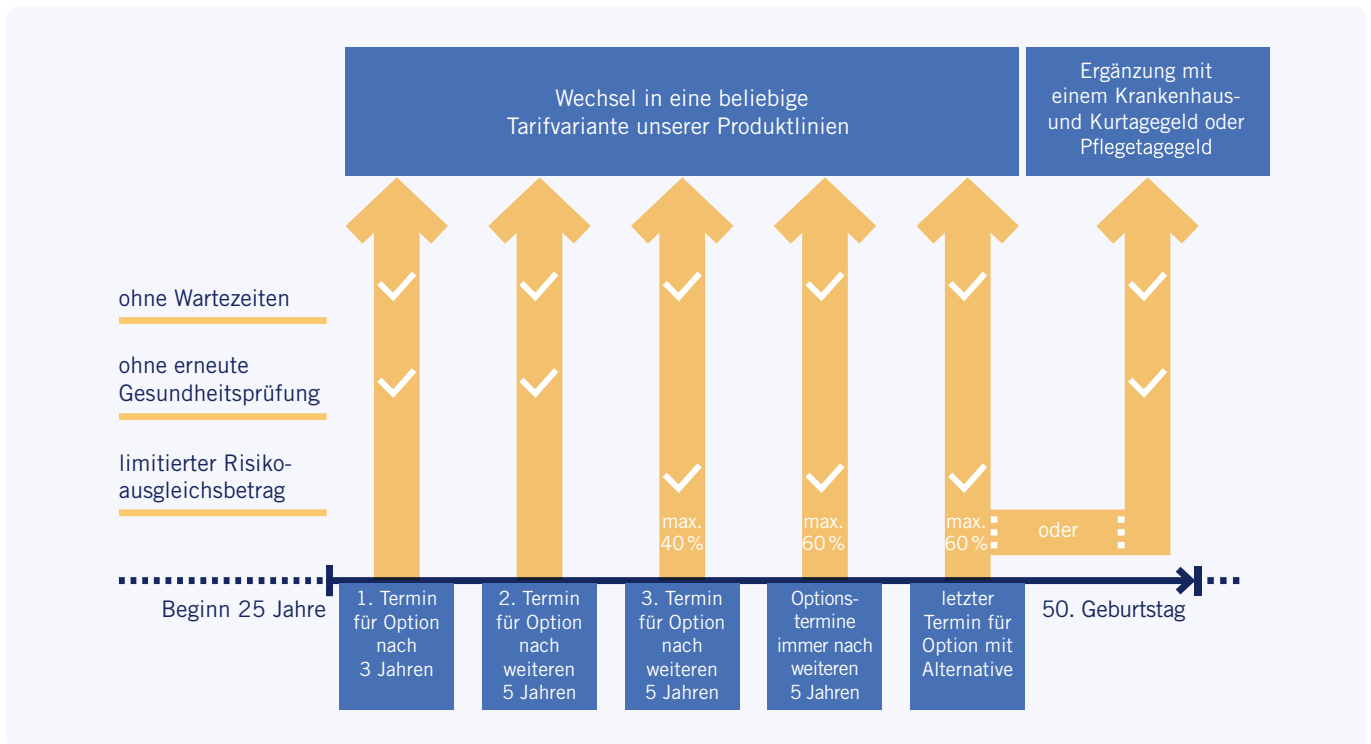 Wechsel in eine beliebige
Tarifvariante unserer Produktlinien
Ergänzung mit
einem Krankenhaus-
und Kurtagegeld oder
Pflegetagegeld
ohne Wartezeiten
ohne erneute
Gesundheitsprüfung
limitierter Risiko-
ausgleichsbetrag
max.
40 %
max.
60 %
max.
60 %
oder
Beginn 25 Jahre
1. Termin
für Option
nach
3 Jahren
2. Termin
für Option
nach
weiteren
5 Jahren
3. Termin
für Option
nach
weiteren
5 Jahren
Options-
termine
immer nach
weiteren
5 Jahren
letzter
Termin für
Option mit
Alternative
50. Geburtstag